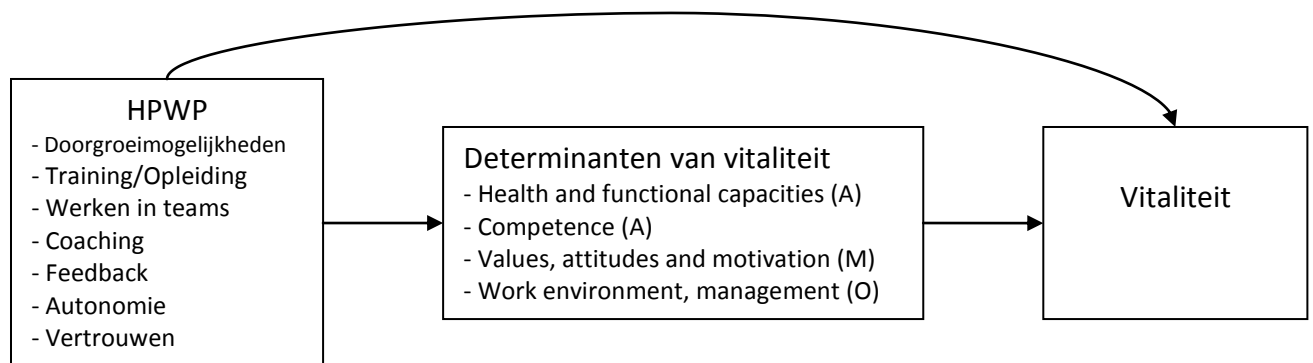 HPWP
- Doorgroeimogelijkheden
- Training/Opleiding
- Werken in teams
- Coaching
- Feedback
- Autonomie
- Vertrouwen
Determinanten van vitaliteit
- Health and functional capacities (A)
- Competence (A)
- Values, attitudes and motivation (M)
- Work environment, management (O)
Vitaliteit